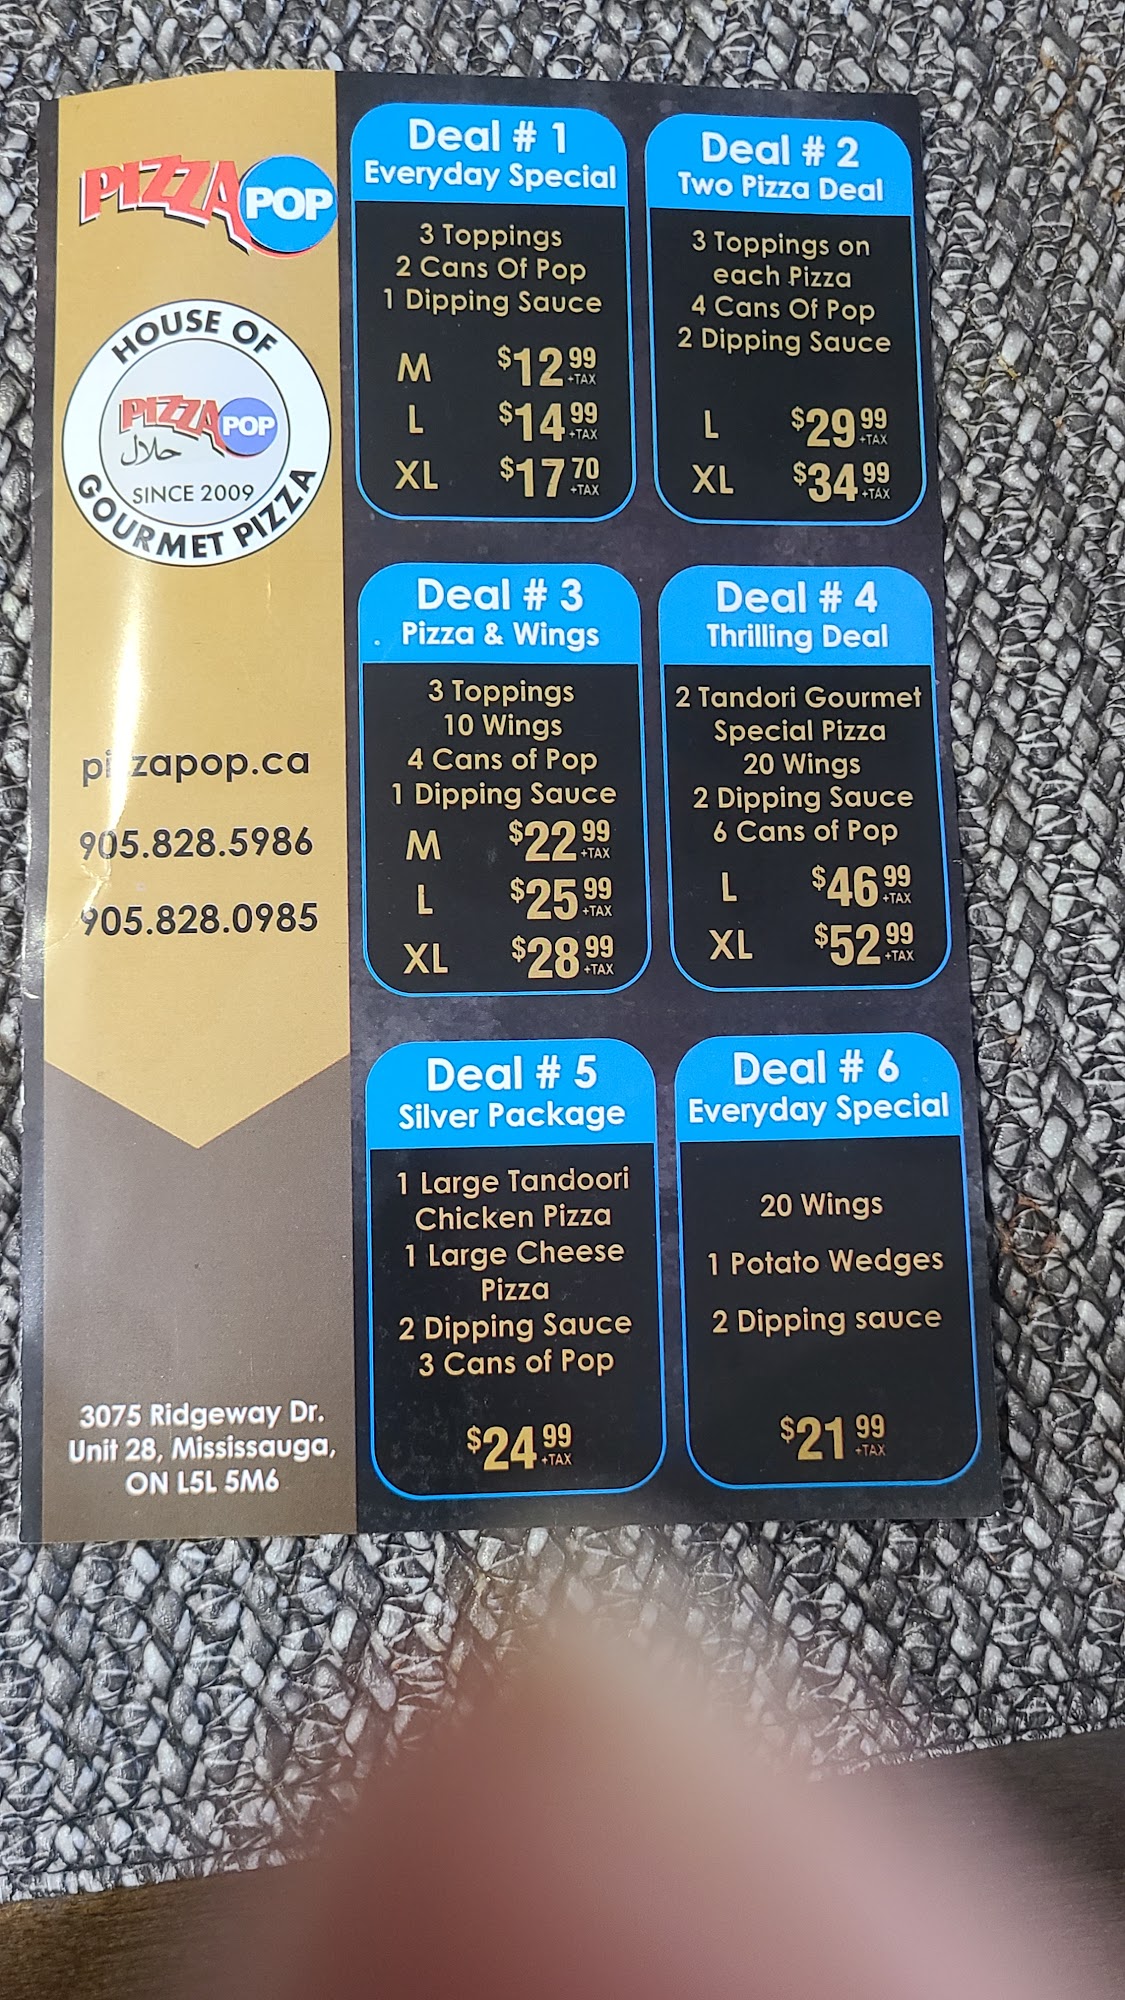 PIZZA POP
HOUSE OF
PIZZA POP
حلال
SINCE 2009
GOURMET PIZZA
pizzapop.ca
905.828.5986
905.828.0985
3075 Ridgeway Dr.
Unit 28, Mississauga,
ON L5L 5M6
Deal # 1
Everyday Special
3 Toppings
2 Cans Of Pop
1 Dipping Sauce
M $12.99 +TAX
L $14.99 +TAX
XL $17.70 +TAX
Deal # 2
Two Pizza Deal
3 Toppings on
each Pizza
4 Cans Of Pop
2 Dipping Sauce
L $29.99 +TAX
XL $34.99 +TAX
Deal # 3
Pizza & Wings
3 Toppings
10 Wings
4 Cans of Pop
1 Dipping Sauce
M $22.99 +TAX
L $25.99 +TAX
XL $28.99 +TAX
Deal # 4
Thrilling Deal
2 Tandori Gourmet
Special Pizza
20 Wings
2 Dipping Sauce
6 Cans of Pop
L $46.99 +TAX
XL $52.99 +TAX
Deal # 5
Silver Package
1 Large Tandoori
Chicken Pizza
1 Large Cheese
Pizza
2 Dipping Sauce
3 Cans of Pop
$24.99 +TAX
Deal # 6
Everyday Special
20 Wings
1 Potato Wedges
2 Dipping sauce
$21.99 +TAX